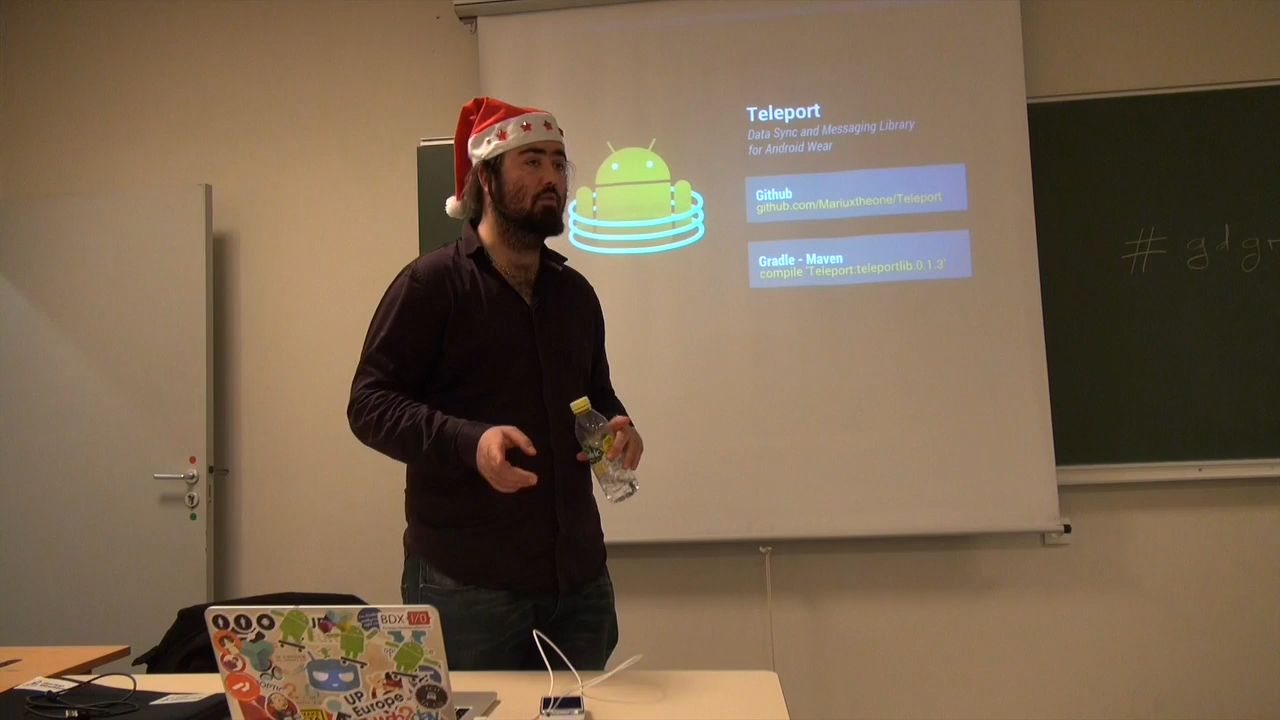 Teleport
Data Sync and Messaging Library
for Android Wear
Github
github.com/Mariuxtheone/Teleport
Gradle - Maven
compile 'Teleport:teleportlib:0.1.3'
# gdg
BDX I/O
UP
Europe